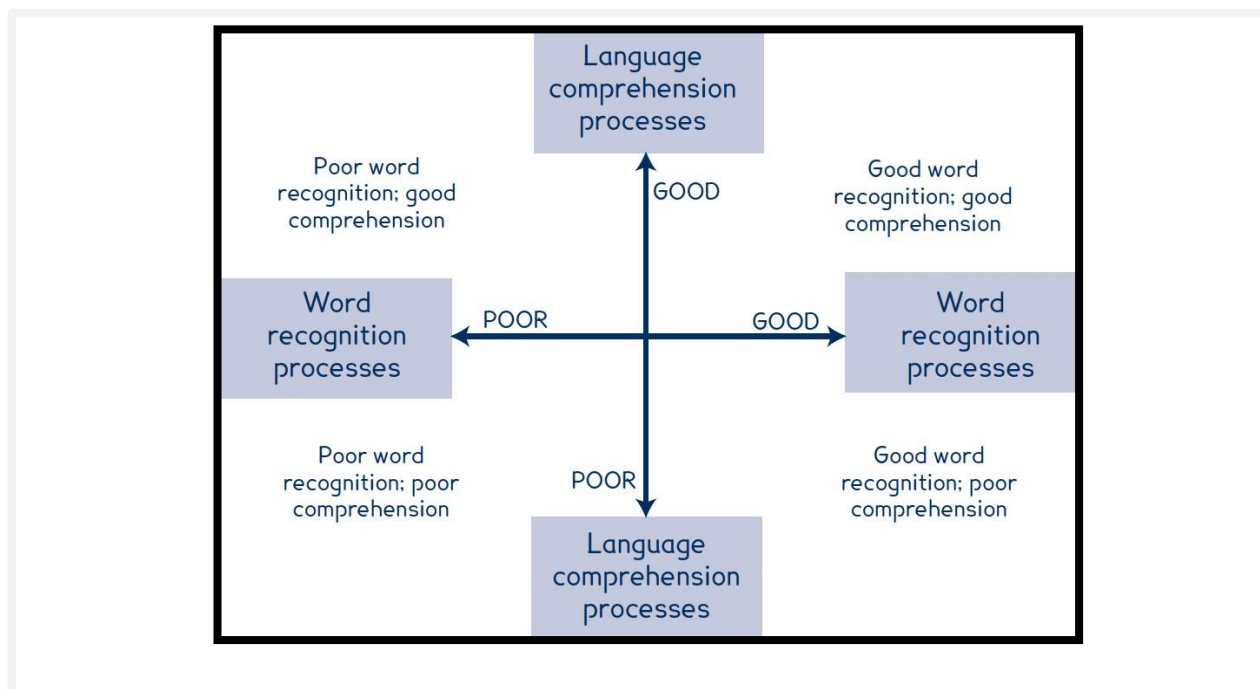 Language
comprehension
processes
Poor word
recognition; good
comprehension
GOOD
Good word
recognition; good
comprehension
Word
recognition
processes
POOR
GOOD
Word
recognition
processes
Poor word
recognition; poor
comprehension
POOR
Good word
recognition; poor
comprehension
Language
comprehension
processes